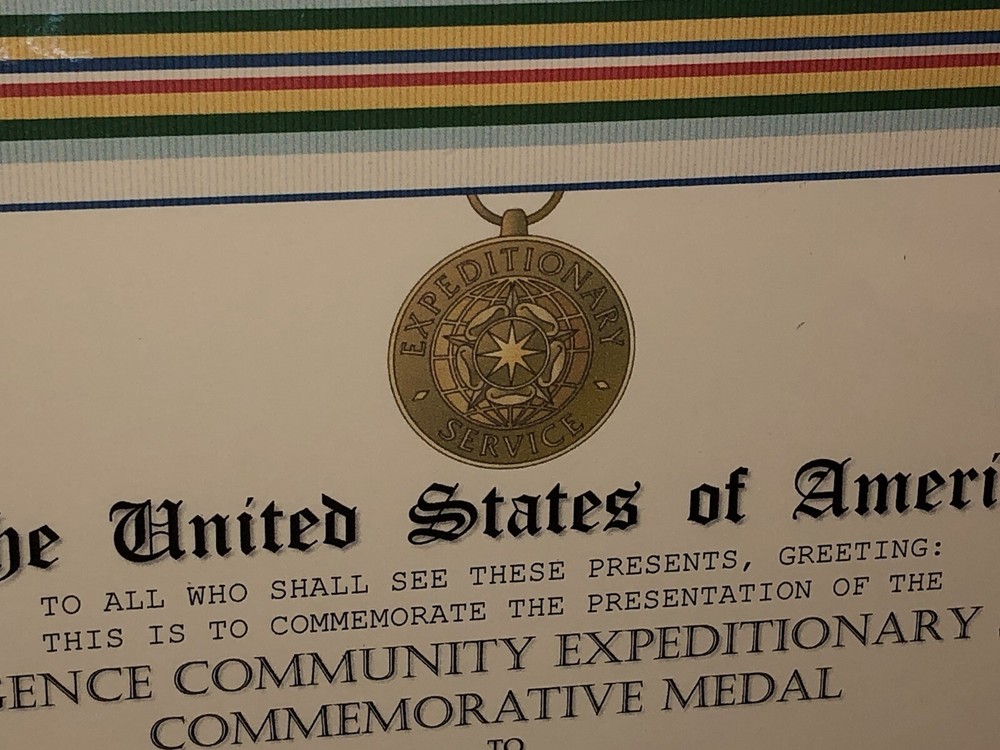 EXPEDITIONARY
SERVICE
he United States of Ameri
TO ALL WHO SHALL SEE THESE PRESENTS, GREETING:
THIS IS TO COMMEMORATE THE PRESENTATION OF THE
GENCE COMMUNITY EXPEDITIONARY
COMMEMORATIVE MEDAL
TO